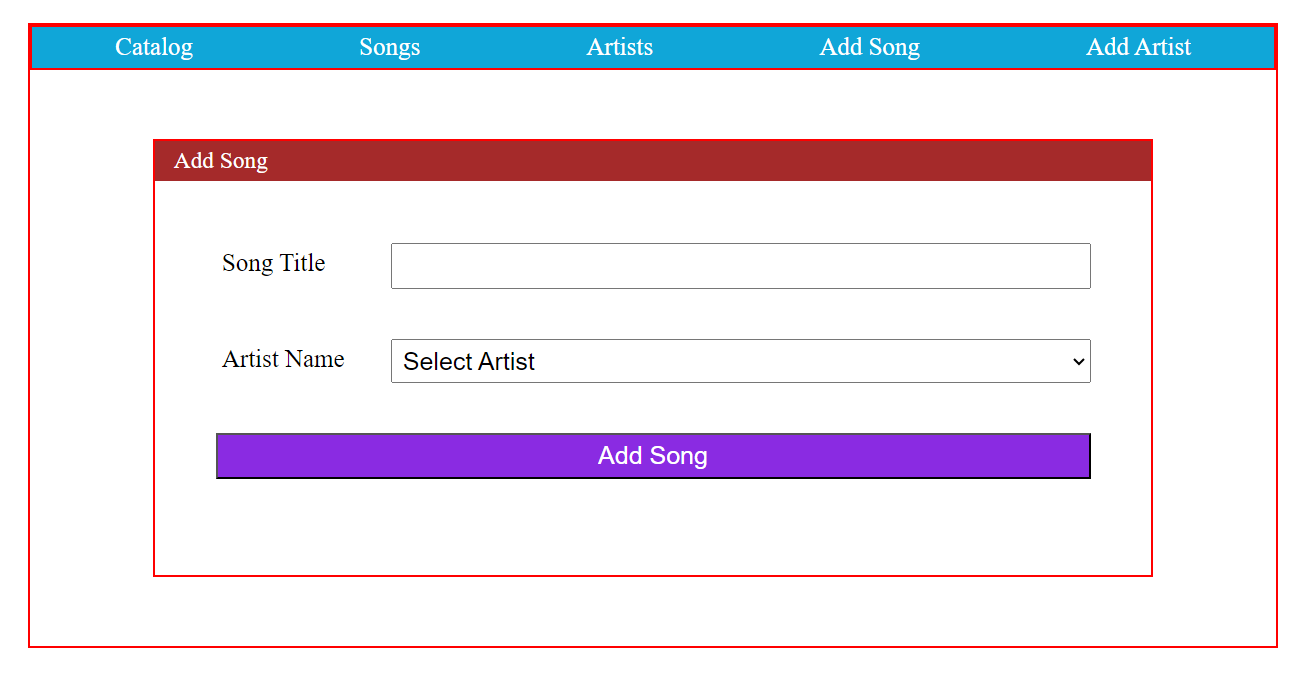 Catalog Songs Artists Add Song Add Artist
Add Song
Song Title
Artist Name Select Artist
Add Song